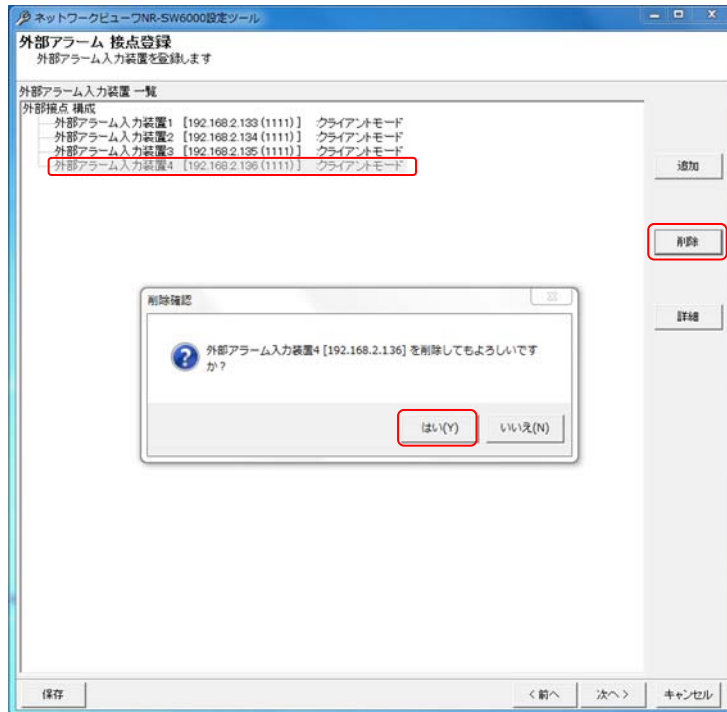 ネットワークビューワNR-SW6000設定ツール
外部アラーム 接点登録
外部アラーム入力装置を登録します
外部アラーム入力装置 一覧
外部接点 構成
外部アラーム入力装置1 [192.168.2.133 (1111)] クライアントモード
外部アラーム入力装置2 [192.168.2.134 (1111)] クライアントモード
外部アラーム入力装置3 [192.168.2.135 (1111)] クライアントモード
外部アラーム入力装置4 [192.168.2.136 (1111)] クライアントモード
追加
削除
詳細
削除確認
外部アラーム入力装置4 [192.168.2.136] を削除してもよろしいです
か?
はい(Y) いいえ(N)
保存 <前へ 次へ> キャンセル